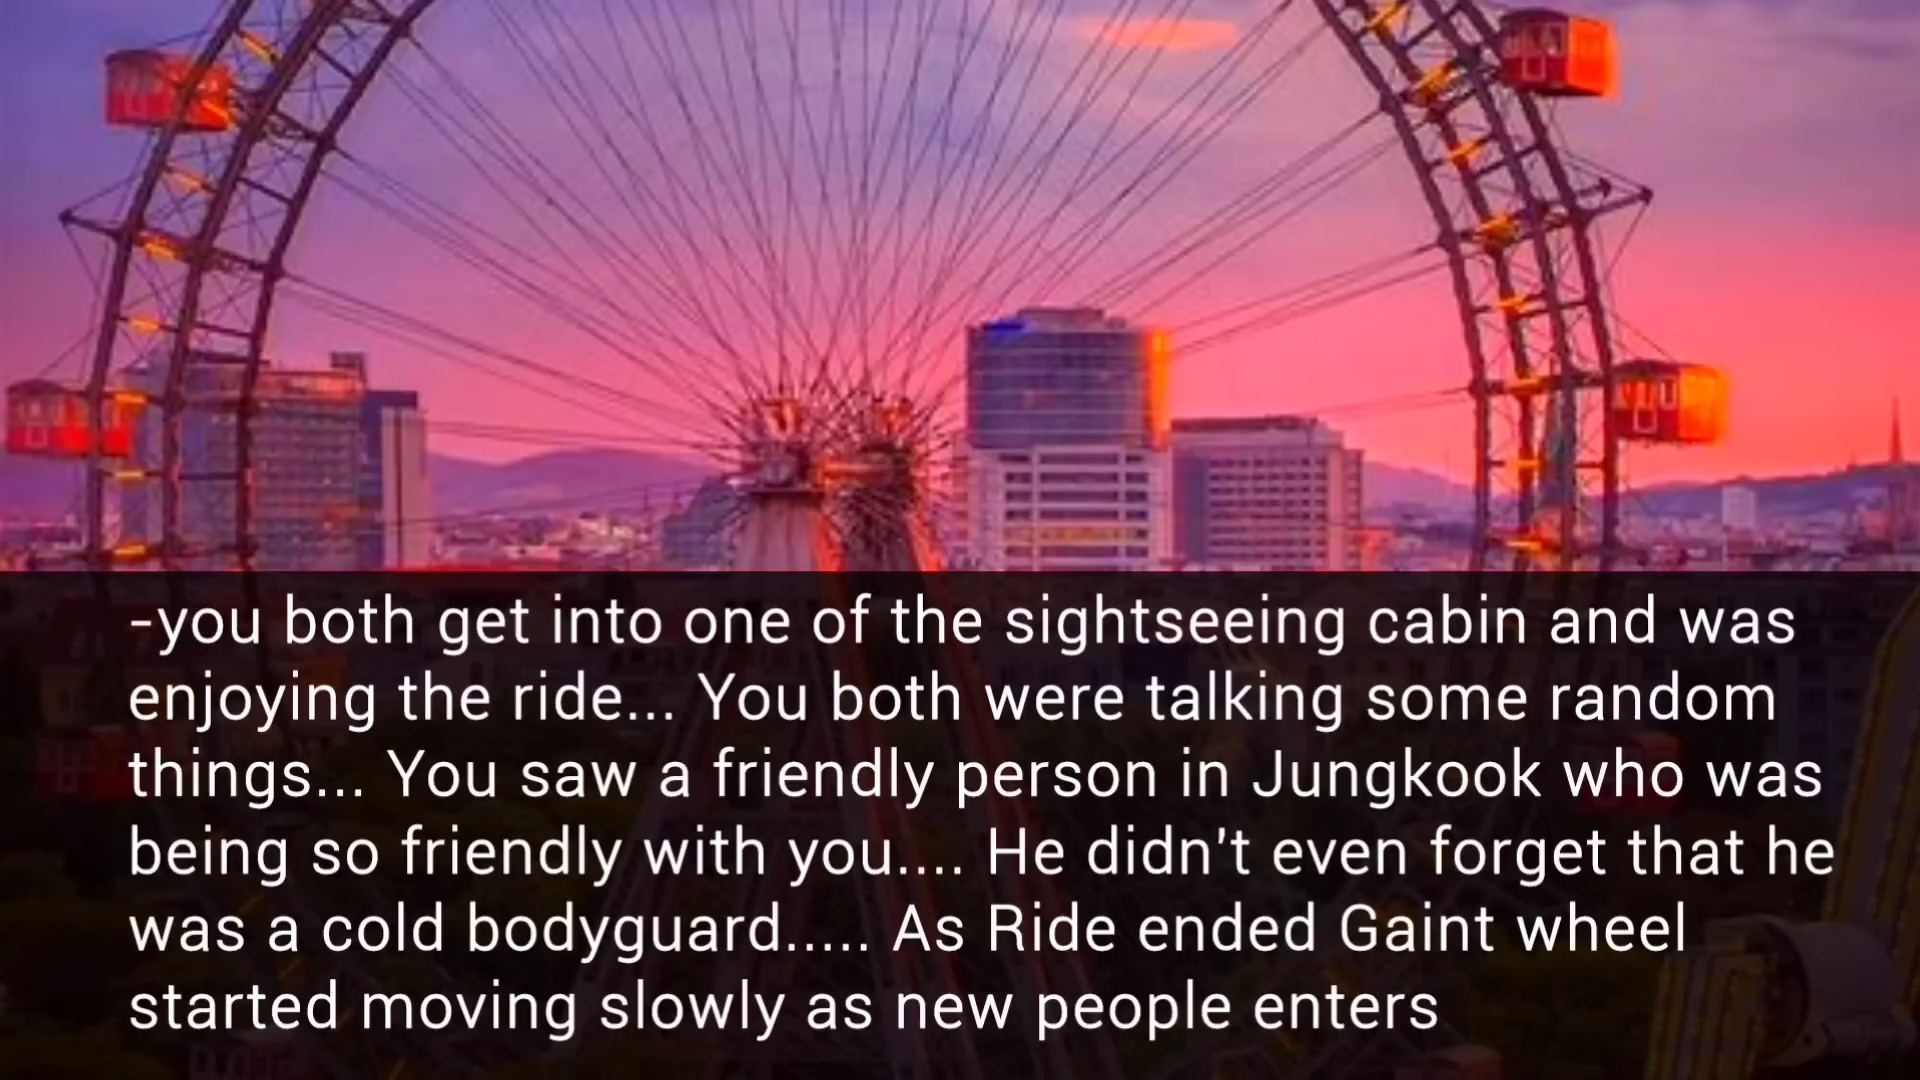 -you both get into one of the sightseeing cabin and was
enjoying the ride... You both were talking some random
things... You saw a friendly person in Jungkook who was
being so friendly with you.... He didn't even forget that he
was a cold bodyguard..... As Ride ended Gaint wheel
started moving slowly as new people enters